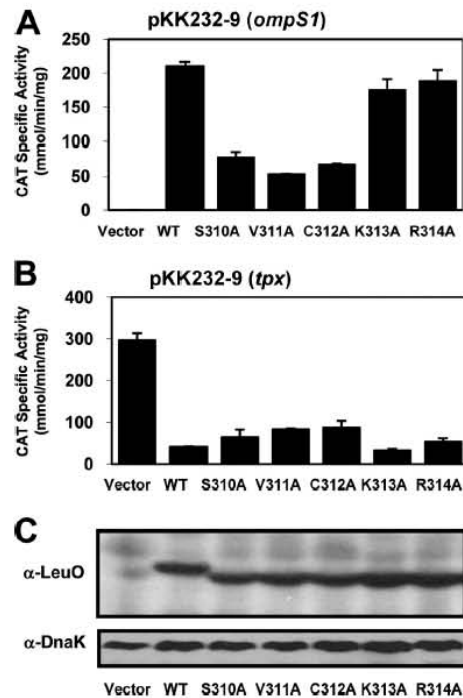 A
pKK232-9 (ompS1)
CAT Specific Activity
(mmol/min/mg)
250
200
150
100
50
0
Vector WT S310A V311A C312A K313A R314A
B
pKK232-9 (tpx)
CAT Specific Activity
(mmol/min/mg)
400
300
200
100
0
Vector WT S310A V311A C312A K313A R314A
C
α-LeuO
α-DnaK
Vector WT S310A V311A C312A K313A R314A